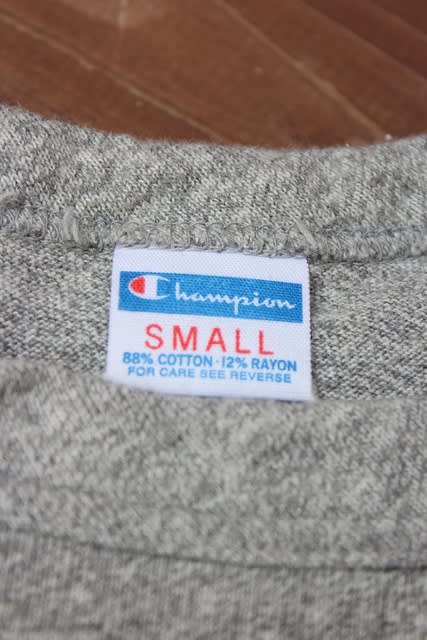 Champion
SMALL
88% COTTON·12% RAYON
FOR CARE SEE REVERSE